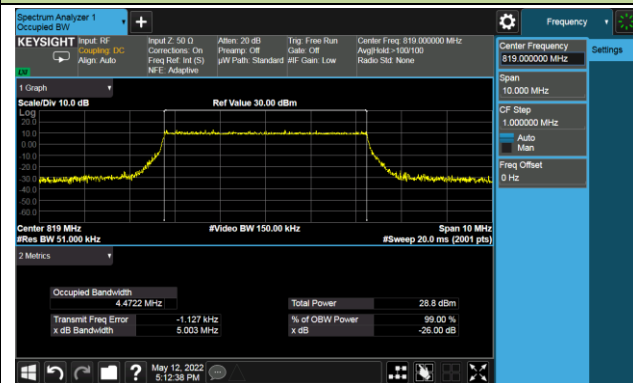 Spectrum Analyzer 1
Occupied BW
Frequency
KEYSIGHT
Input: RF
Coupling: DC
Align: Auto
Input Z: 50 Ω
Corrections: On
Freq Ref: Int (S)
NFE: Adaptive
Atten: 20 dB
Preamp: Off
µW Path: Standard
Trig: Free Run
Gate: Off
#IF Gain: Low
Center Freq: 819.000000 MHz
Avg|Hold:>100/100
Radio Std: None
Center Frequency
819.000000 MHz
Settings
Span
10.000 MHz
CF Step
1.000000 MHz
Auto
Man
Freq Offset
0 Hz
1 Graph
Scale/Div 10.0 dB
Ref Value 30.00 dBm
Log
20.0
10.0
0.00
-10.0
-20.0
-30.0
-40.0
-50.0
-60.0
Center 819 MHz
#Video BW 150.00 kHz
Span 10 MHz
#Res BW 51.000 kHz
#Sweep 20.0 ms (2001 pts)
2 Metrics
Occupied Bandwidth
4.4722 MHz
Total Power 28.8 dBm
Transmit Freq Error -1.127 kHz
% of OBW Power 99.00 %
x dB Bandwidth 5.003 MHz
x dB -26.00 dB
May 12, 2022
5:12:38 PM